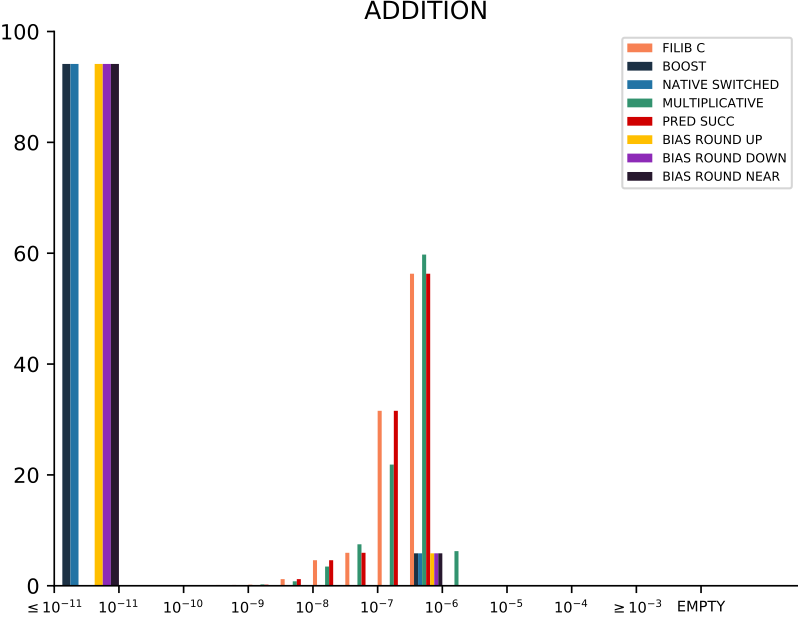 ADDITION
100
80
60
40
20
0
FILIB C
BOOST
NATIVE SWITCHED
MULTIPLICATIVE
PRED SUCC
BIAS ROUND UP
BIAS ROUND DOWN
BIAS ROUND NEAR
≤ 10⁻¹¹ 10⁻¹¹ 10⁻¹⁰ 10⁻⁹ 10⁻⁸ 10⁻⁷ 10⁻⁶ 10⁻⁵ 10⁻⁴ ≥ 10⁻³ EMPTY